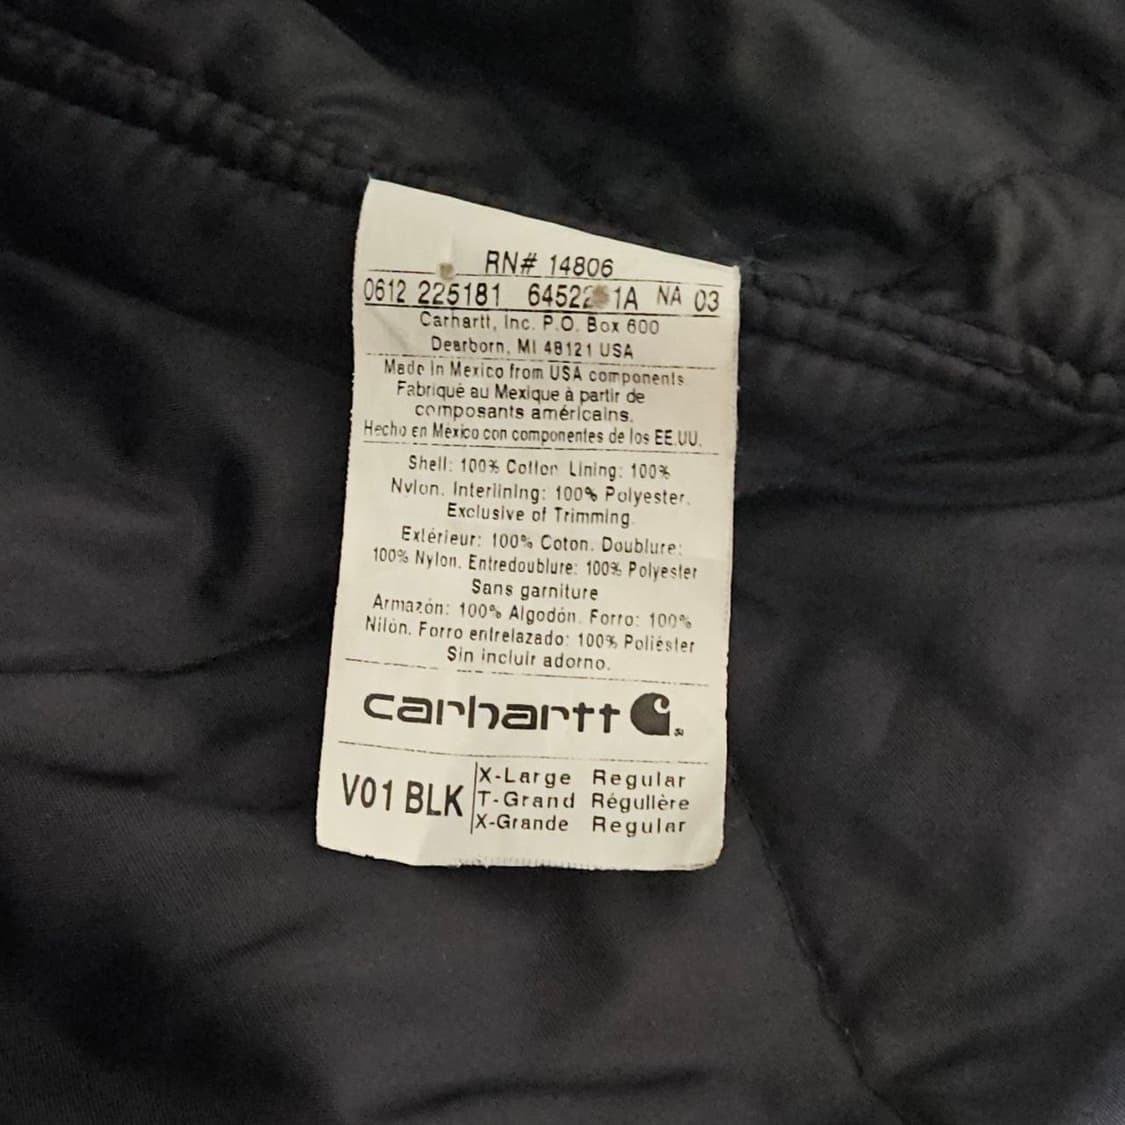 RN# 14806
0612 225181 6452 1A NA 03
Carhartt, Inc. P.O. Box 600
Dearborn, MI 48121 USA
Made In Mexico from USA components
Fabriqué au Mexique à partir de
composants américains.
Hecho en Mexico con componentes de los EE.UU.
Shell: 100% Cotton Lining: 100%
Nylon. Interlining: 100% Polyester.
Exclusive of Trimming.
Extérieur: 100% Coton. Doublure:
100% Nylon. Entredoublure: 100% Polyester
Sans garniture
Armazón: 100% Algodón. Forro: 100%
Nilón. Forro entrelazado: 100% Poliéster
Sin incluir adorno.
carhartt
V01 BLK
X-Large Regular
T-Grand Régulière
X-Grande Regular